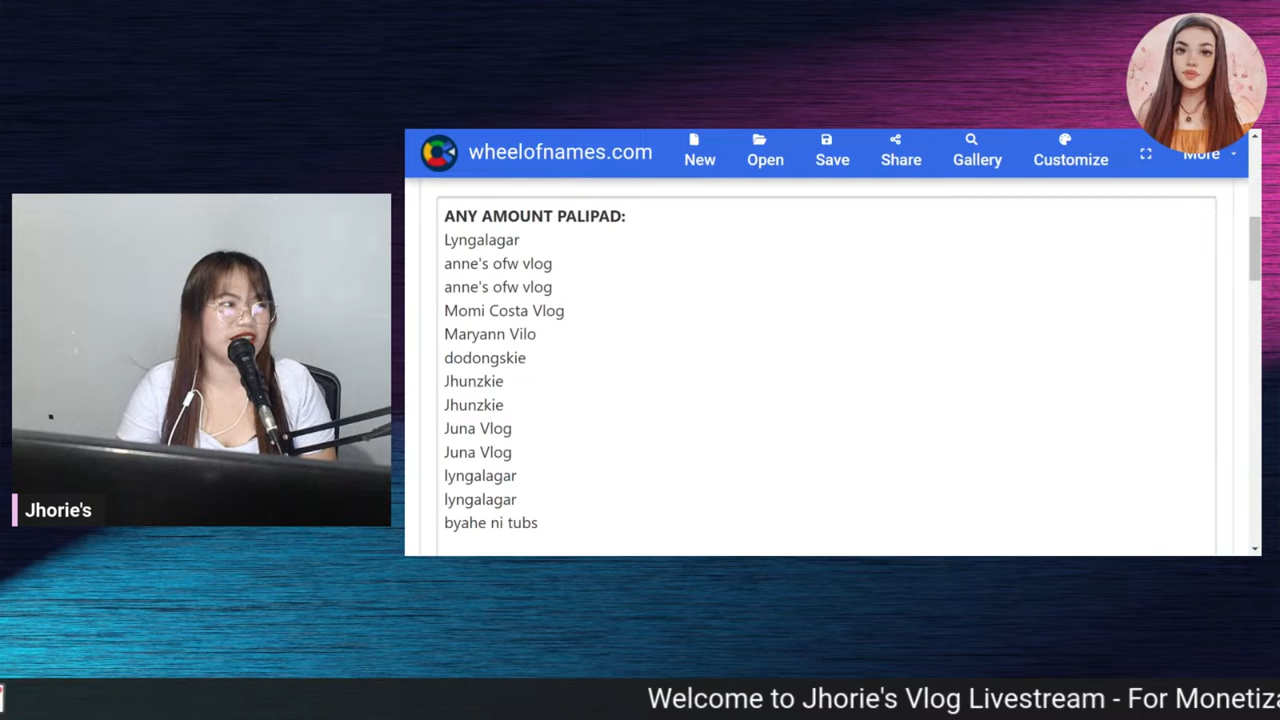 wheelofnames.com
New
Open
Save
Share
Gallery
Customize
More
ANY AMOUNT PALIPAD:
Lyngalagar
anne's ofw vlog
anne's ofw vlog
Momi Costa Vlog
Maryann Vilo
dodongskie
Jhunzkie
Jhunzkie
Juna Vlog
Juna Vlog
lyngalagar
lyngalagar
byahe ni tubs
Jhorie's
Welcome to Jhorie's Vlog Livestream - For Monetiza